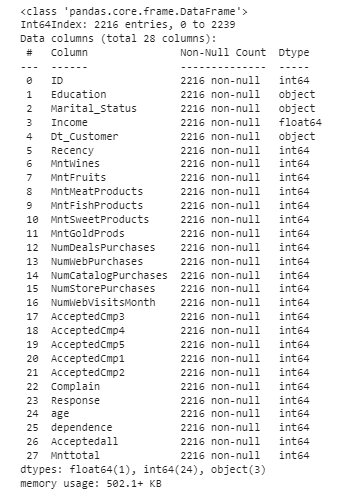 <class 'pandas.core.frame.DataFrame'>
Int64Index: 2216 entries, 0 to 2239
Data columns (total 28 columns):
 #   Column               Non-Null Count  Dtype
---  ------               --------------  -----
 0   ID                   2216 non-null   int64
 1   Education            2216 non-null   object
 2   Marital_Status       2216 non-null   object
 3   Income               2216 non-null   float64
 4   Dt_Customer          2216 non-null   object
 5   Recency              2216 non-null   int64
 6   MntWines             2216 non-null   int64
 7   MntFruits            2216 non-null   int64
 8   MntMeatProducts      2216 non-null   int64
 9   MntFishProducts      2216 non-null   int64
 10  MntSweetProducts     2216 non-null   int64
 11  MntGoldProds         2216 non-null   int64
 12  NumDealsPurchases    2216 non-null   int64
 13  NumWebPurchases      2216 non-null   int64
 14  NumCatalogPurchases  2216 non-null   int64
 15  NumStorePurchases    2216 non-null   int64
 16  NumWebVisitsMonth    2216 non-null   int64
 17  AcceptedCmp3         2216 non-null   int64
 18  AcceptedCmp4         2216 non-null   int64
 19  AcceptedCmp5         2216 non-null   int64
 20  AcceptedCmp1         2216 non-null   int64
 21  AcceptedCmp2         2216 non-null   int64
 22  Complain             2216 non-null   int64
 23  Response             2216 non-null   int64
 24  age                  2216 non-null   int64
 25  dependence           2216 non-null   int64
 26  Acceptedall          2216 non-null   int64
 27  Mnttotal             2216 non-null   int64
dtypes: float64(1), int64(24), object(3)
memory usage: 502.1+ KB